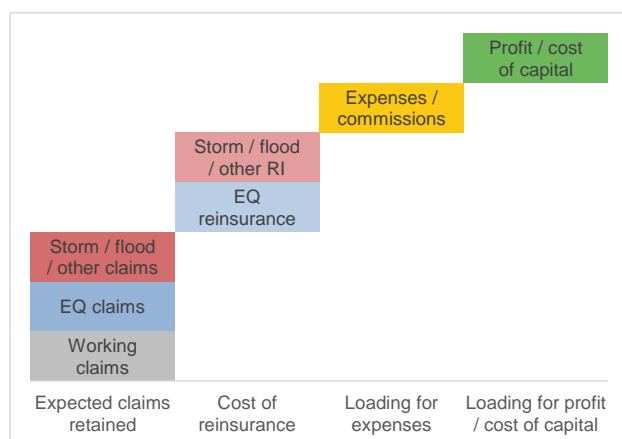 Profit / cost
of capital
Expenses /
commissions
Storm / flood
/ other RI
EQ
reinsurance
Storm / flood
/ other claims
EQ claims
Working
claims
Expected claims
retained
Cost of
reinsurance
Loading for
expenses
Loading for profit
/ cost of capital